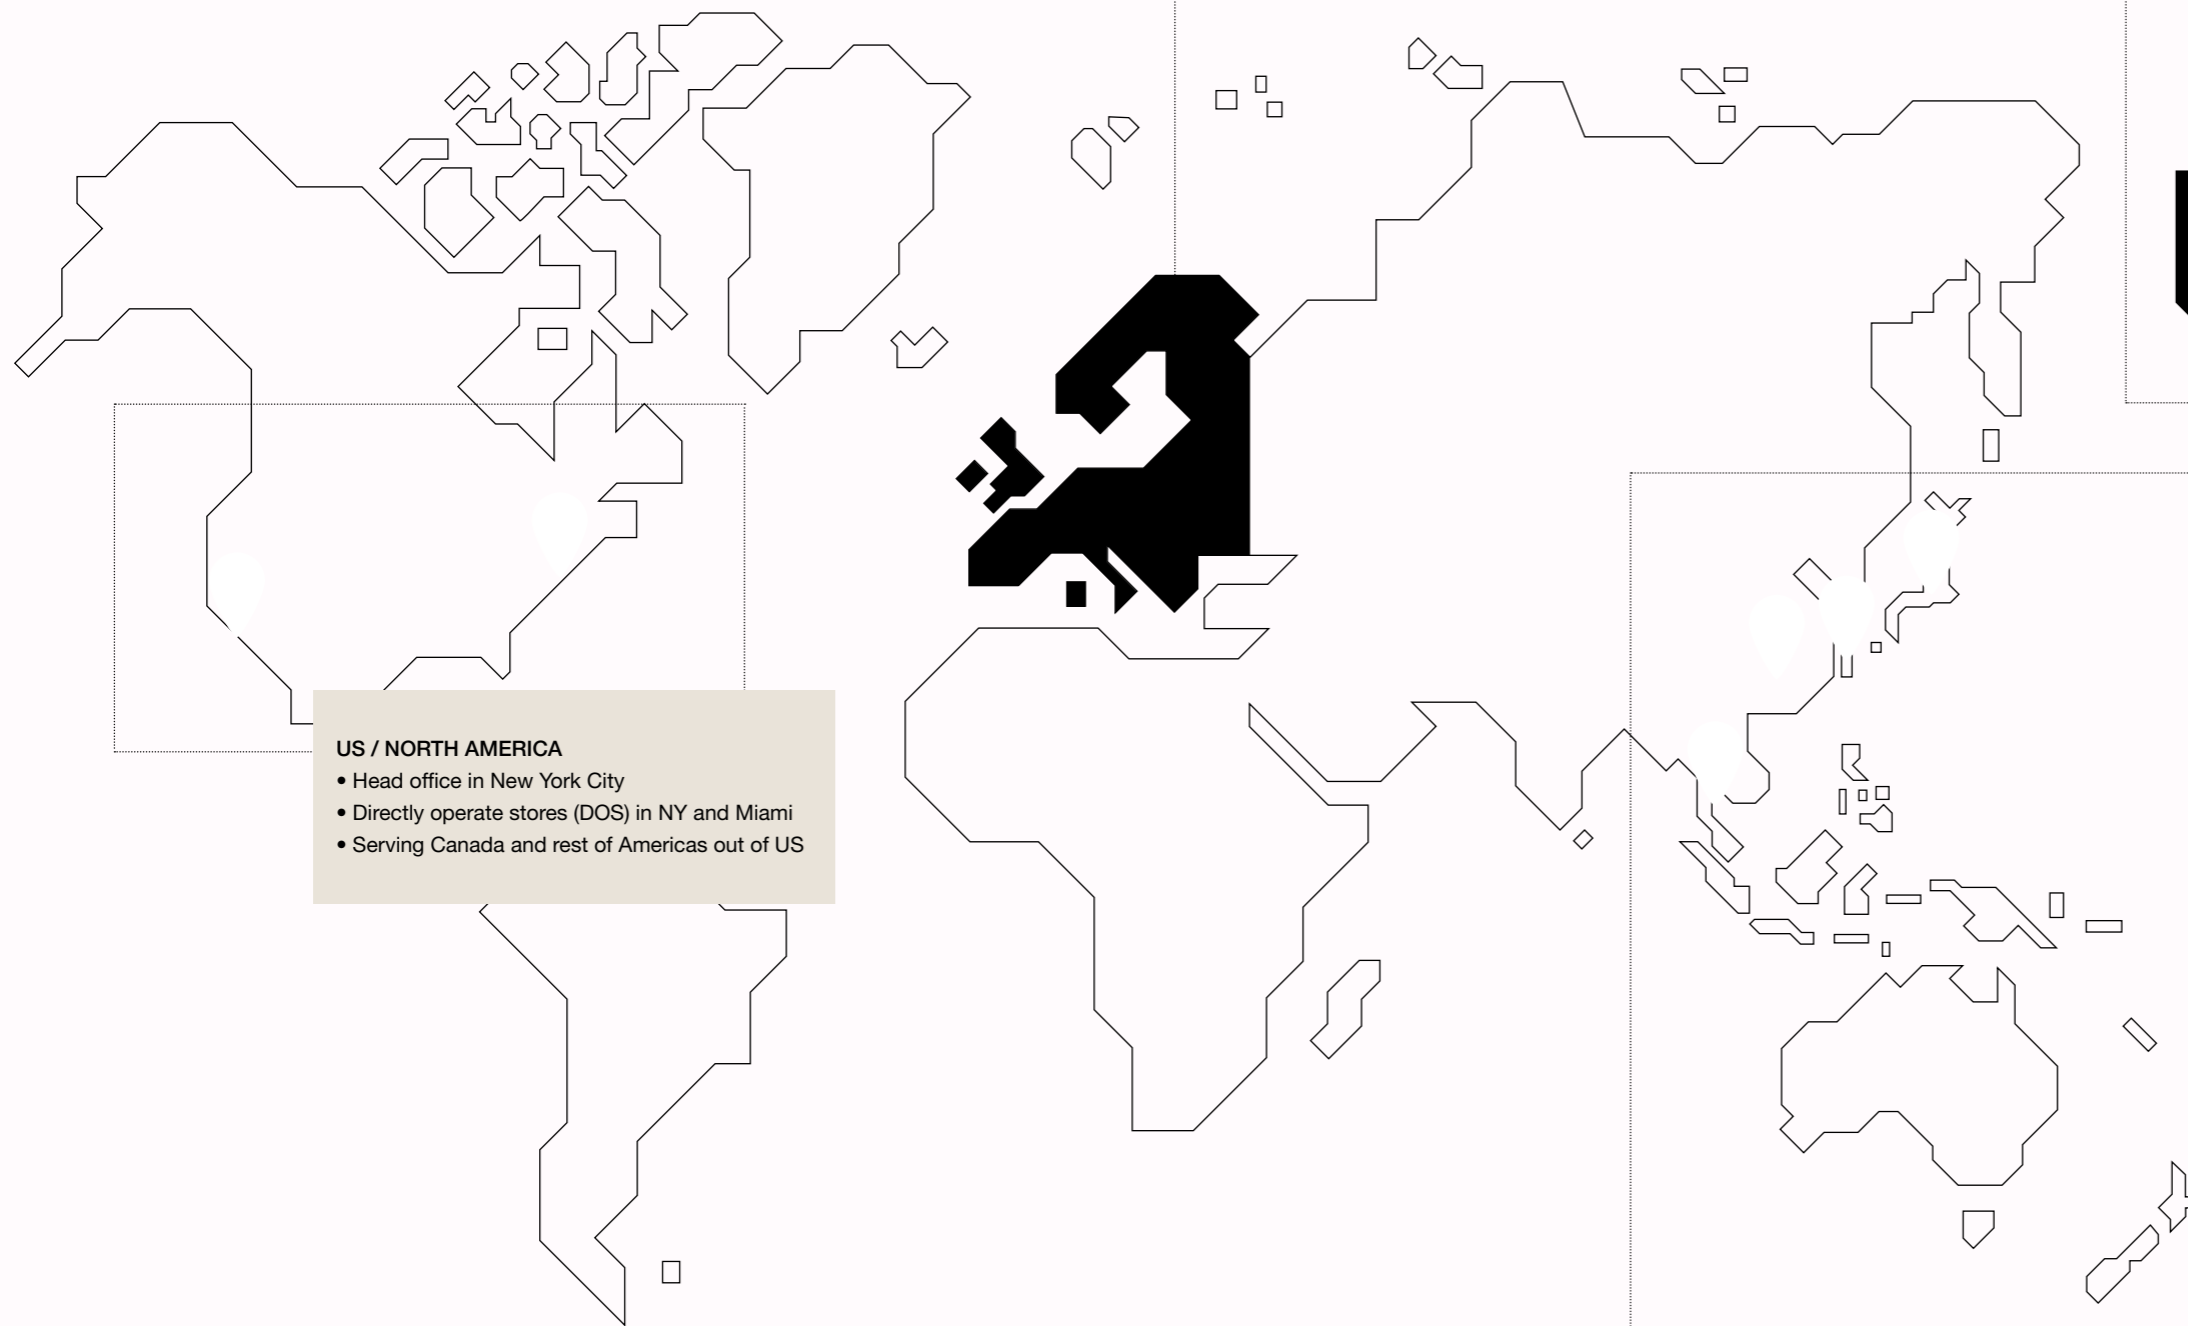 US / NORTH AMERICA
• Head office in New York City
• Directly operate stores (DOS) in NY and Miami
• Serving Canada and rest of Americas out of US